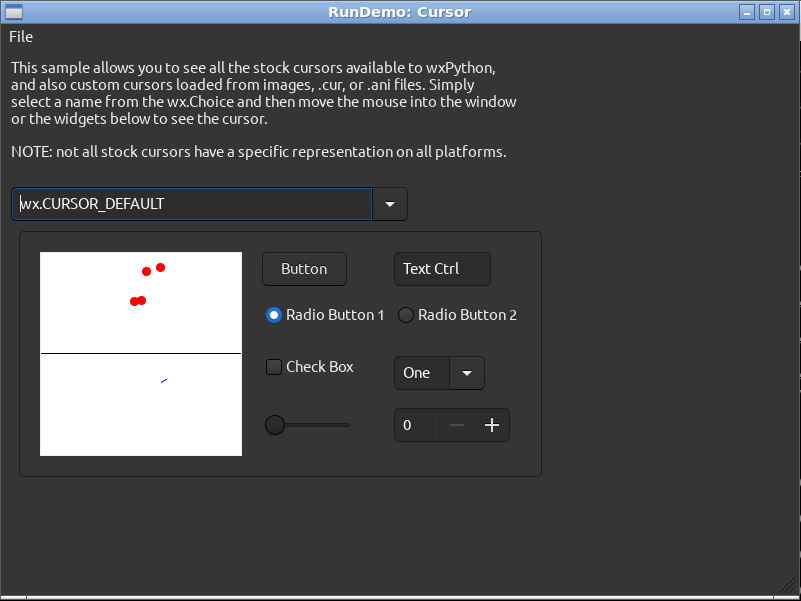 RunDemo: Cursor
File
This sample allows you to see all the stock cursors available to wxPython,
and also custom cursors loaded from images, .cur, or .ani files. Simply
select a name from the wx.Choice and then move the mouse into the window
or the widgets below to see the cursor.
NOTE: not all stock cursors have a specific representation on all platforms.
wx.CURSOR_DEFAULT
Button
Text Ctrl
Radio Button 1
Radio Button 2
Check Box
One
0